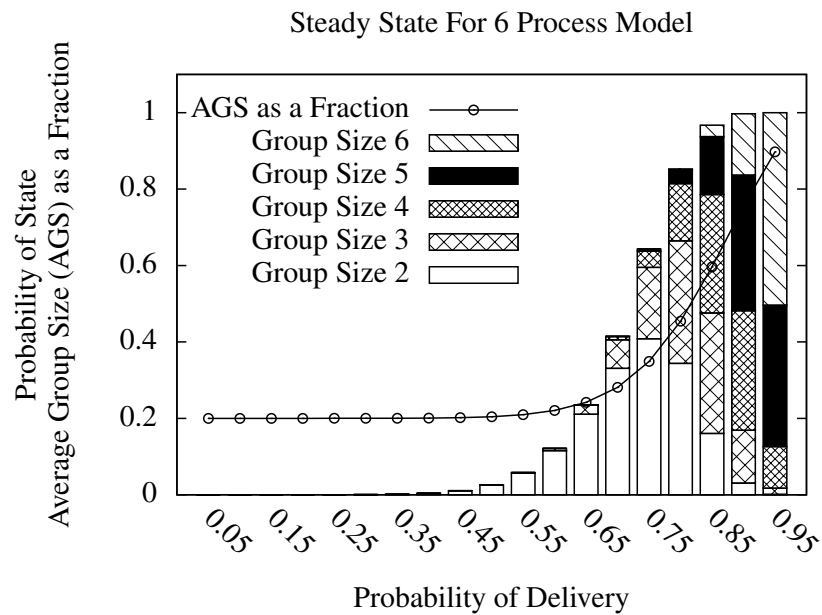 Steady State For 6 Process Model
Probability of State
Average Group Size (AGS) as a Fraction
1
0.8
0.6
0.4
0.2
0
AGS as a Fraction
Group Size 6
Group Size 5
Group Size 4
Group Size 3
Group Size 2
0.05
0.15
0.25
0.35
0.45
0.55
0.65
0.75
0.85
0.95
Probability of Delivery